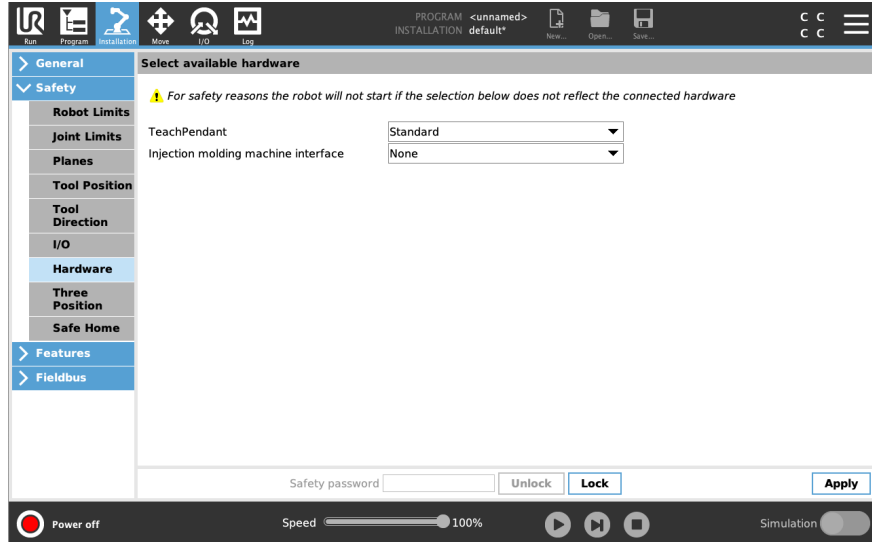 UR
Run
Program
Installation
Move
I/O
Log
PROGRAM <unnamed>
INSTALLATION default*
New...
Open...
Save...
C C
C C
General
Safety
Robot Limits
Joint Limits
Planes
Tool Position
Tool
Direction
I/O
Hardware
Three
Position
Safe Home
Features
Fieldbus
Select available hardware
For safety reasons the robot will not start if the selection below does not reflect the connected hardware
TeachPendant Standard
Injection molding machine interface None
Safety password Unlock Lock Apply
Power off Speed 100% Simulation